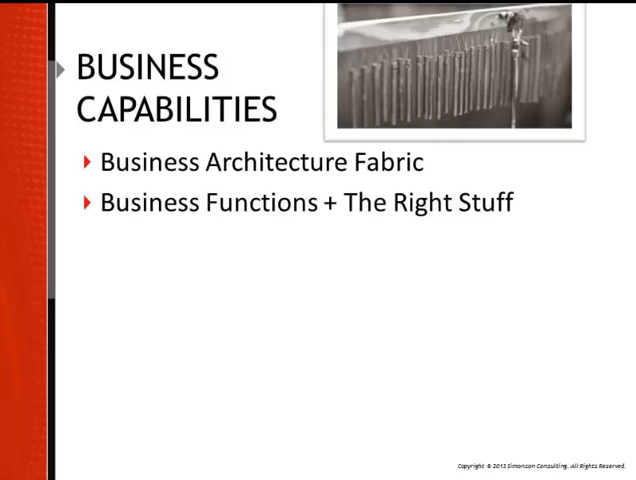 BUSINESS
CAPABILITIES
Business Architecture Fabric
Business Functions + The Right Stuff
Copyright © 2013 Simonson Consulting. All Rights Reserved.